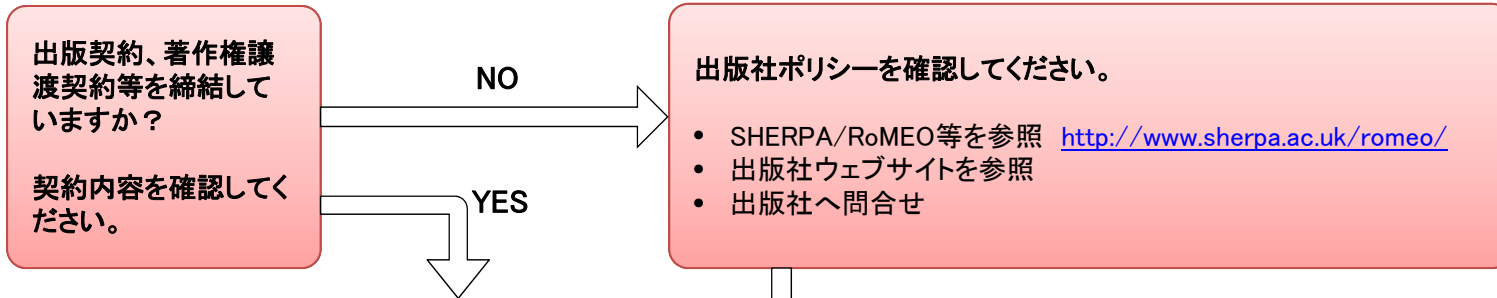 出版契約、著作権譲
渡契約等を締結して
いますか？
契約内容を確認してく
ださい。
NO
YES
出版社ポリシーを確認してください。
• SHERPA/RoMEO等を参照 http://www.sherpa.ac.uk/romeo/
• 出版社ウェブサイトを参照
• 出版社へ問合せ